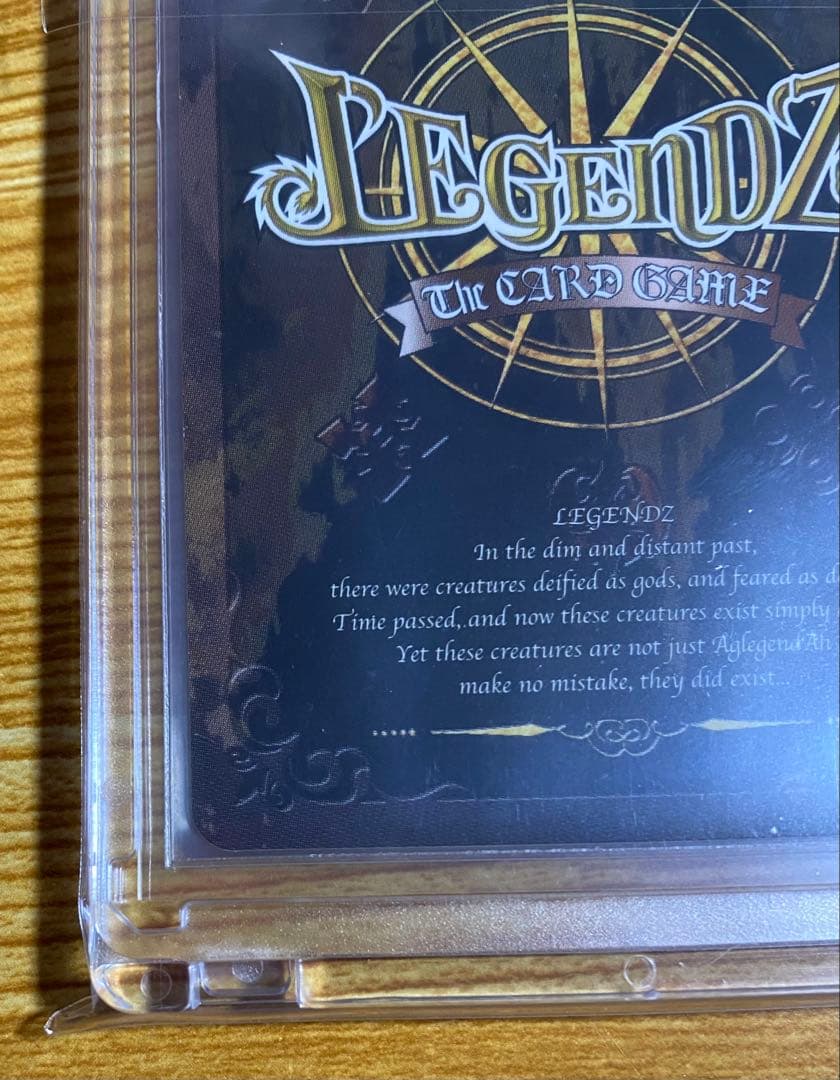 LEGENDZ
The CARD GAME
LEGENDZ
In the dim and distant past,
there were creatures deified as gods, and feared as d
Time passed, and now these creatures exist simply
Yet these creatures are not just AglegendAh
make no mistake, they did exist...